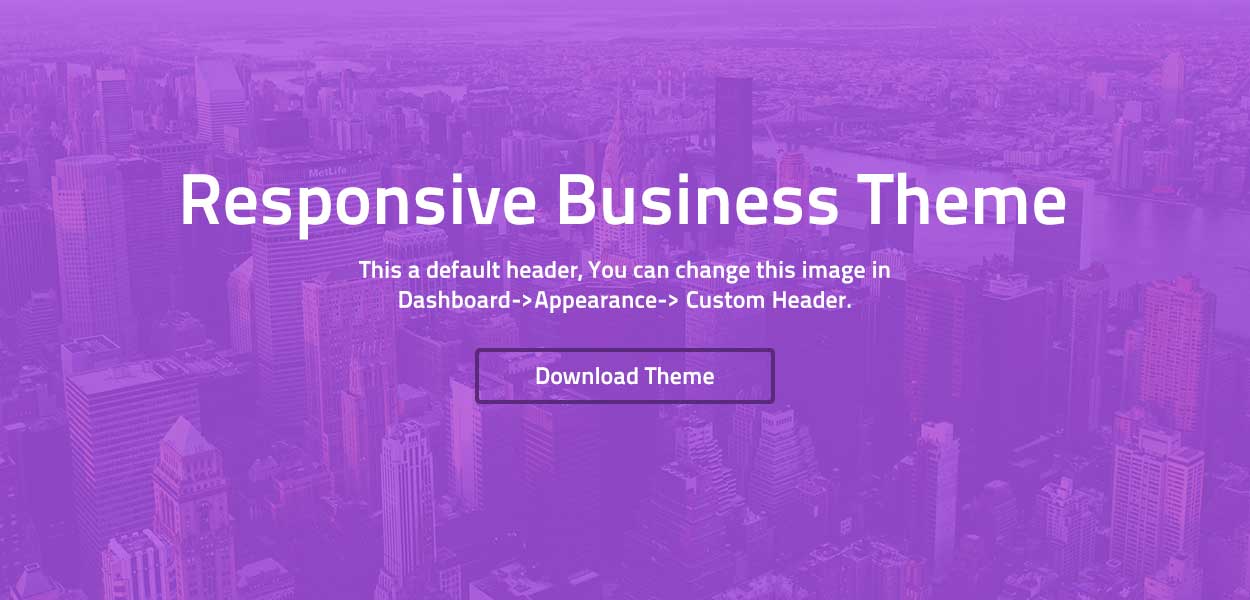 MetLife
Responsive Business Theme
This a default header, You can change this image in
Dashboard->Appearance-> Custom Header.
Download Theme